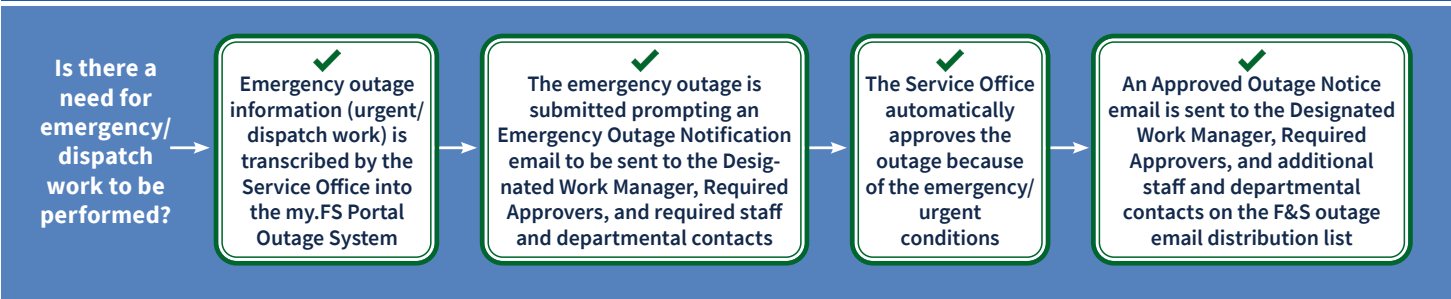 Is there a
need for
emergency/
dispatch
work to be
performed?
Emergency outage
information (urgent/
dispatch work) is
transcribed by the
Service Office into
the my.FS Portal
Outage System
The emergency outage is
submitted prompting an
Emergency Outage Notification
email to be sent to the Desig-
nated Work Manager, Required
Approvers, and required staff
and departmental contacts
The Service Office
automatically
approves the
outage because
of the emergency/
urgent
conditions
An Approved Outage Notice
email is sent to the Designated
Work Manager, Required
Approvers, and additional
staff and departmental
contacts on the F&S outage
email distribution list